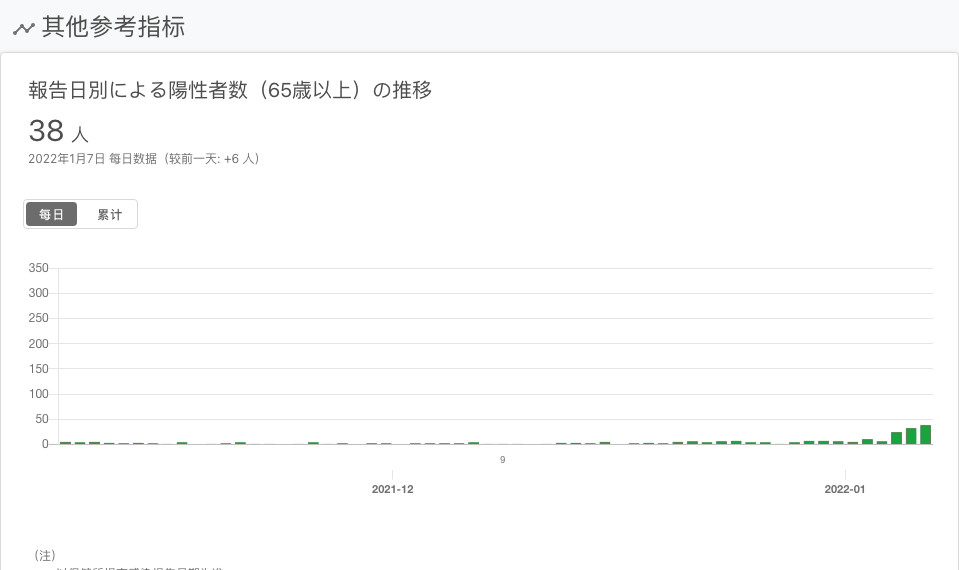 其他参考指标
報告日別による陽性者数（65歳以上）の推移
38 人
2022年1月7日 每日数据（较前一天: +6 人）
每日 累计
350
300
250
200
150
100
50
0
9
2021-12 2022-01
（注）